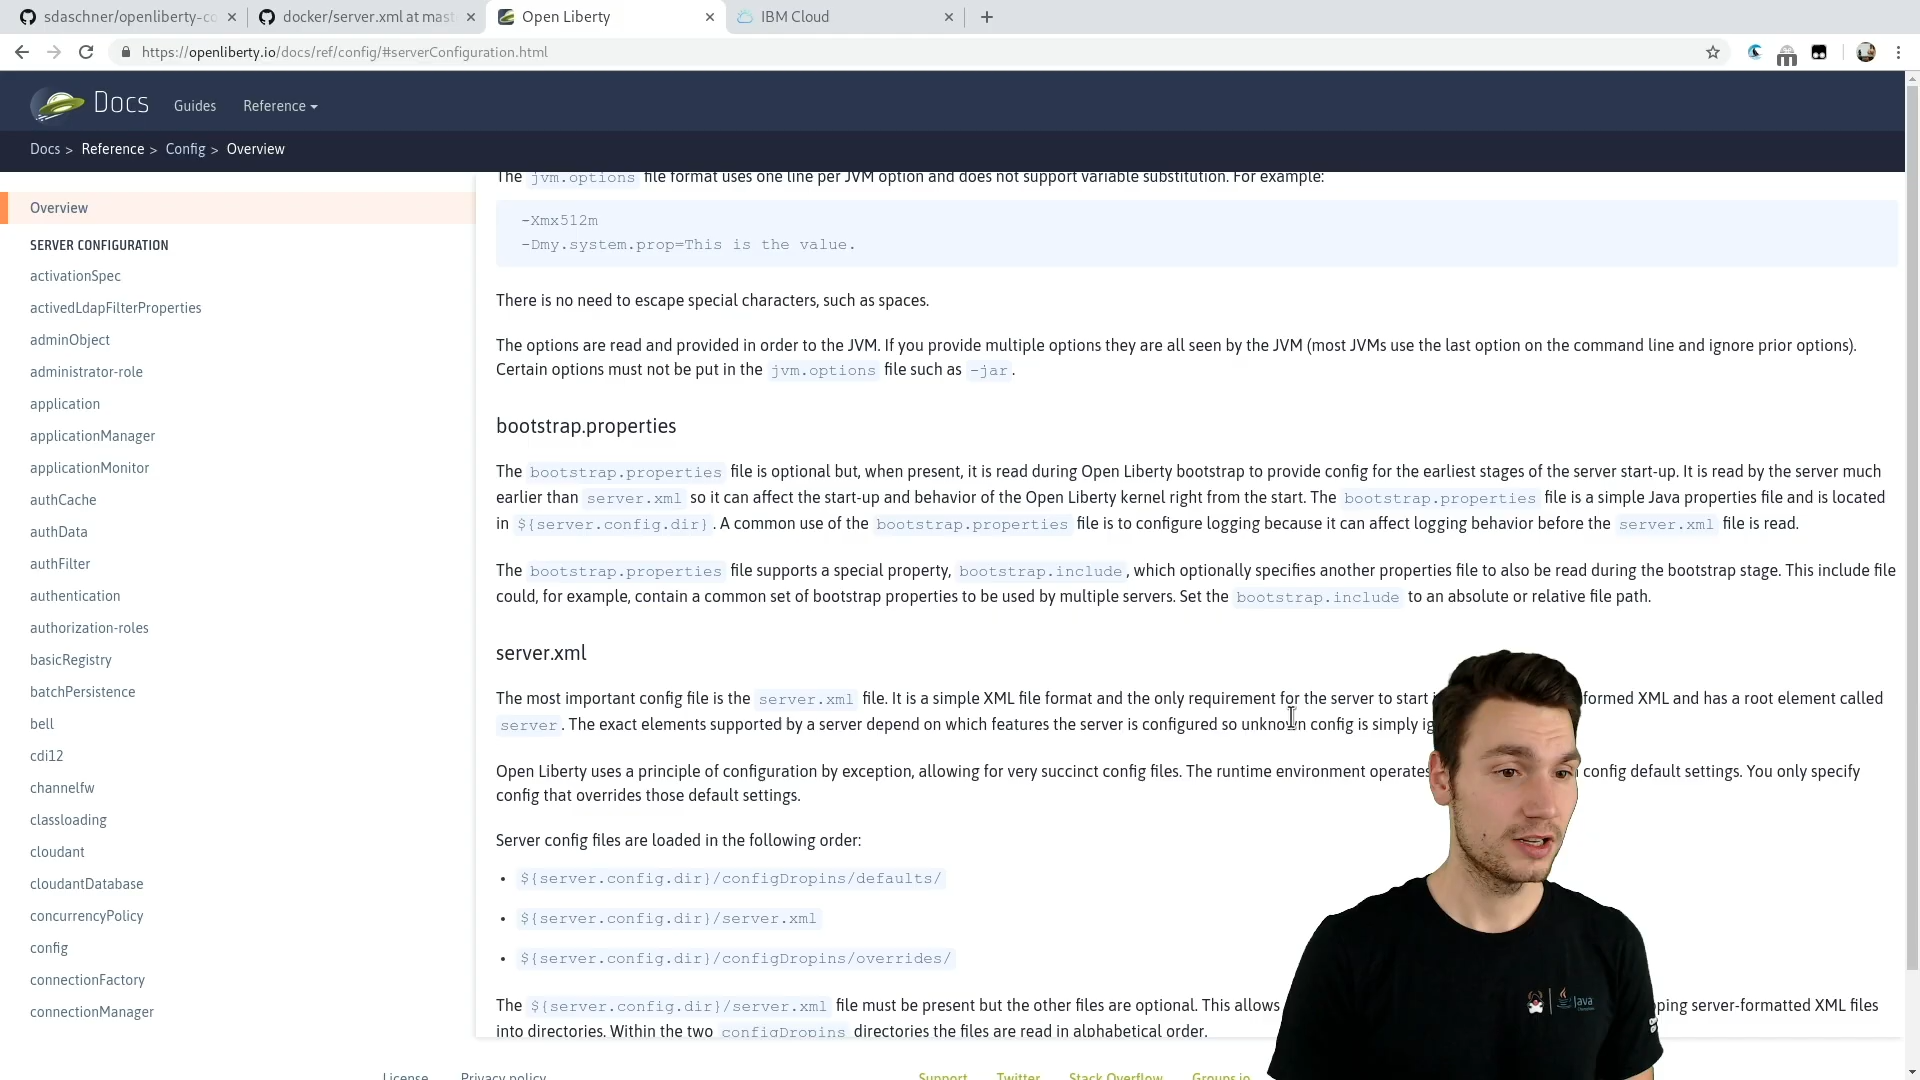 sdaschner/openliberty-co
docker/server.xml at mast
Open Liberty
IBM Cloud
https://openliberty.io/docs/ref/config/#serverConfiguration.html
Docs
Guides
Reference
Docs > Reference > Config > Overview
Overview
SERVER CONFIGURATION
activationSpec
activedLdapFilterProperties
adminObject
administrator-role
application
applicationManager
applicationMonitor
authCache
authData
authFilter
authentication
authorization-roles
basicRegistry
batchPersistence
bell
cdi12
channelfw
classloading
cloudant
cloudantDatabase
concurrencyPolicy
config
connectionFactory
connectionManager
The jvm.options file format uses one line per JVM option and does not support variable substitution. For example:
-Xmx512m
-Dmy.system.prop=This is the value.
There is no need to escape special characters, such as spaces.
The options are read and provided in order to the JVM. If you provide multiple options they are all seen by the JVM (most JVMs use the last option on the command line and ignore prior options).
Certain options must not be put in the jvm.options file such as -jar.
bootstrap.properties
The bootstrap.properties file is optional but, when present, it is read during Open Liberty bootstrap to provide config for the earliest stages of the server start-up. It is read by the server much
earlier than server.xml so it can affect the start-up and behavior of the Open Liberty kernel right from the start. The bootstrap.properties file is a simple Java properties file and is located
in ${server.config.dir}. A common use of the bootstrap.properties file is to configure logging because it can affect logging behavior before the server.xml file is read.
The bootstrap.properties file supports a special property, bootstrap.include, which optionally specifies another properties file to also be read during the bootstrap stage. This include file
could, for example, contain a common set of bootstrap properties to be used by multiple servers. Set the bootstrap.include to an absolute or relative file path.
server.xml
The most important config file is the server.xml file. It is a simple XML file format and the only requirement for the server to start formed XML and has a root element called
server. The exact elements supported by a server depend on which features the server is configured so unknown config is simply
Open Liberty uses a principle of configuration by exception, allowing for very succinct config files. The runtime environment operates config default settings. You only specify
config that overrides those default settings.
Server config files are loaded in the following order:
• ${server.config.dir}/configDropins/defaults/
• ${server.config.dir}/server.xml
• ${server.config.dir}/configDropins/overrides/
The ${server.config.dir}/server.xml file must be present but the other files are optional. This allows server-formatted XML files
into directories. Within the two configDropins directories the files are read in alphabetical order.
Java
License
Privacy policy
Support
Twitter
Stack Overflow
Groups.io